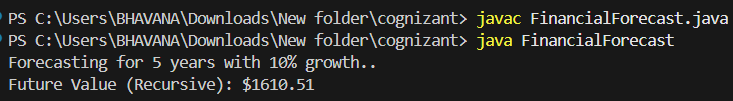 PS C:\Users\BHAVANA\Downloads\New folder\cognizant> javac FinancialForecast.java
PS C:\Users\BHAVANA\Downloads\New folder\cognizant> java FinancialForecast
Forecasting for 5 years with 10% growth..
Future Value (Recursive): $1610.51